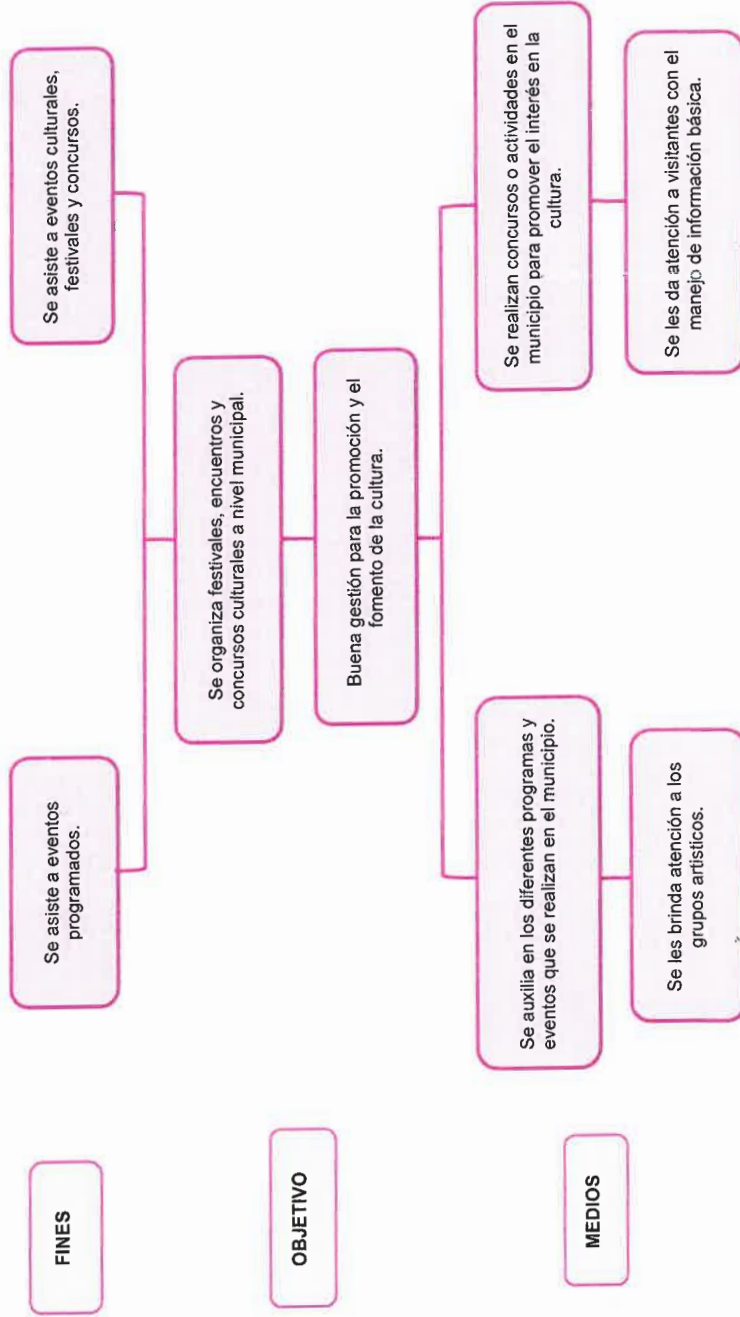 FINES
Se asiste a eventos
programados.
Se asiste a eventos culturales,
festivales y concursos.
OBJETIVO
Se organiza festivales, encuentros y
concursos culturales a nivel municipal.
Buena gestión para la promoción y el
fomento de la cultura.
MEDIOS
Se auxilia en los diferentes programas y
eventos que se realizan en el municipio.
Se realizan concursos o actividades en el
municipio para promover el interés en la
cultura.
Se les brinda atención a los
grupos artísticos.
Se les da atención a visitantes con el
manejo de información básica.